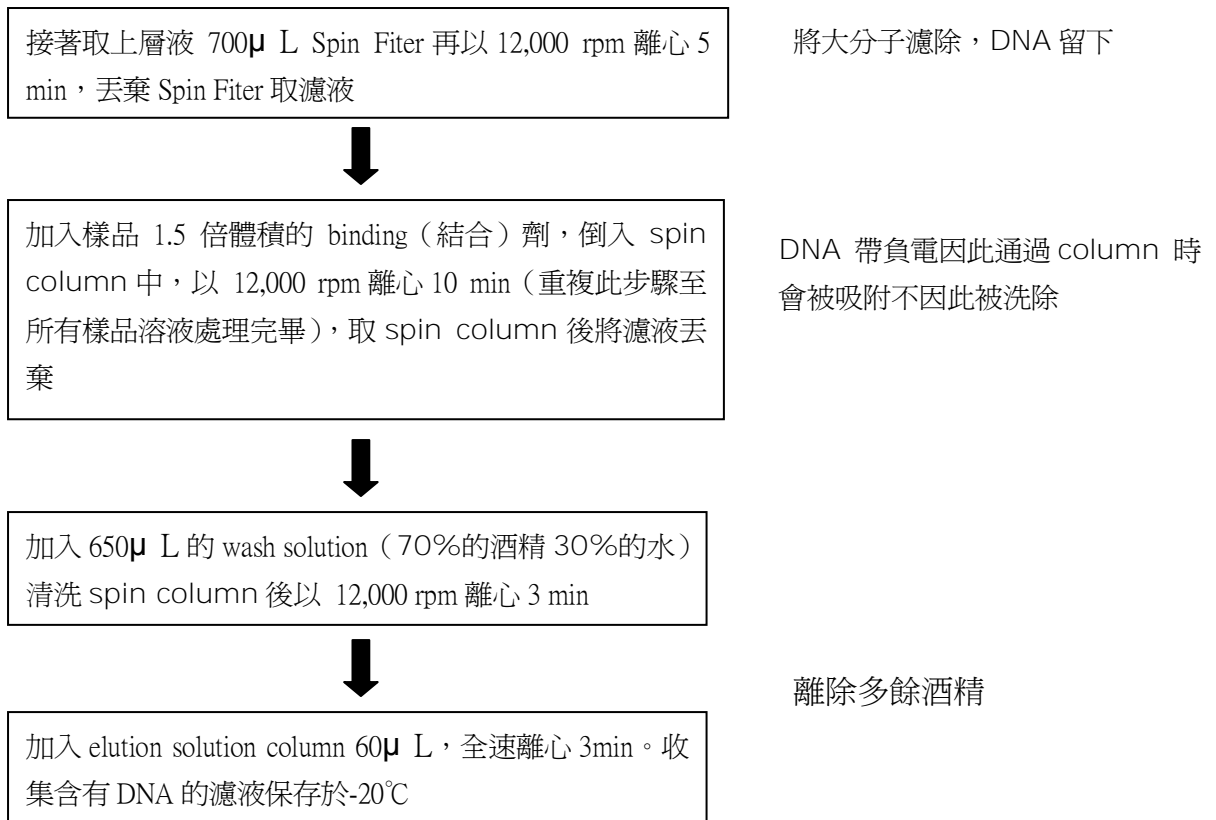 接著取上層液 700μ L Spin Fiter 再以 12,000 rpm 離心 5
min，丟棄 Spin Fiter 取濾液
將大分子濾除，DNA 留下
加入樣品 1.5 倍體積的 binding（結合）劑，倒入 spin
column 中，以 12,000 rpm 離心 10 min（重複此步驟至
所有樣品溶液處理完畢），取 spin column 後將濾液丟
棄
DNA 帶負電因此通過 column 時
會被吸附不因此被洗除
加入 650μ L 的 wash solution（70%的酒精 30%的水）
清洗 spin column 後以 12,000 rpm 離心 3 min
離除多餘酒精
加入 elution solution column 60μ L，全速離心 3min。收
集含有 DNA 的濾液保存於-20℃